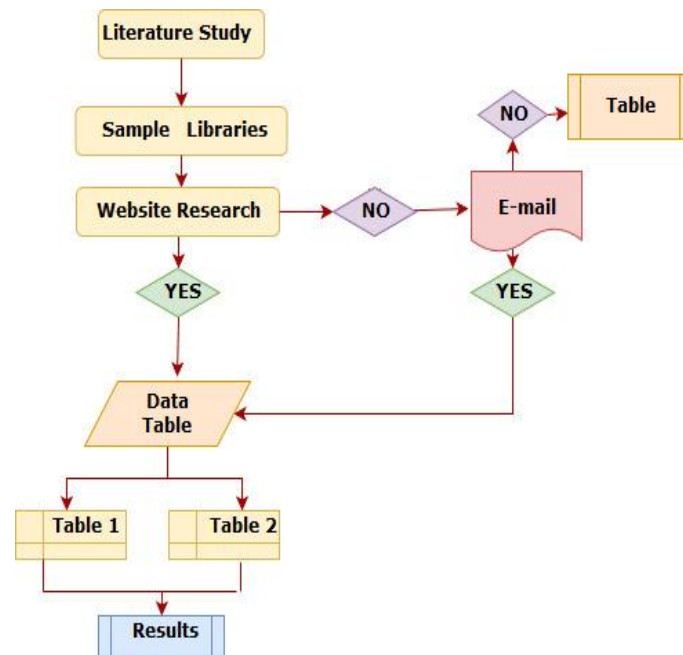 Literature Study
Sample Libraries
Website Research
NO
E-mail
NO
Table
YES
YES
Data
Table
Table 1
Table 2
Results